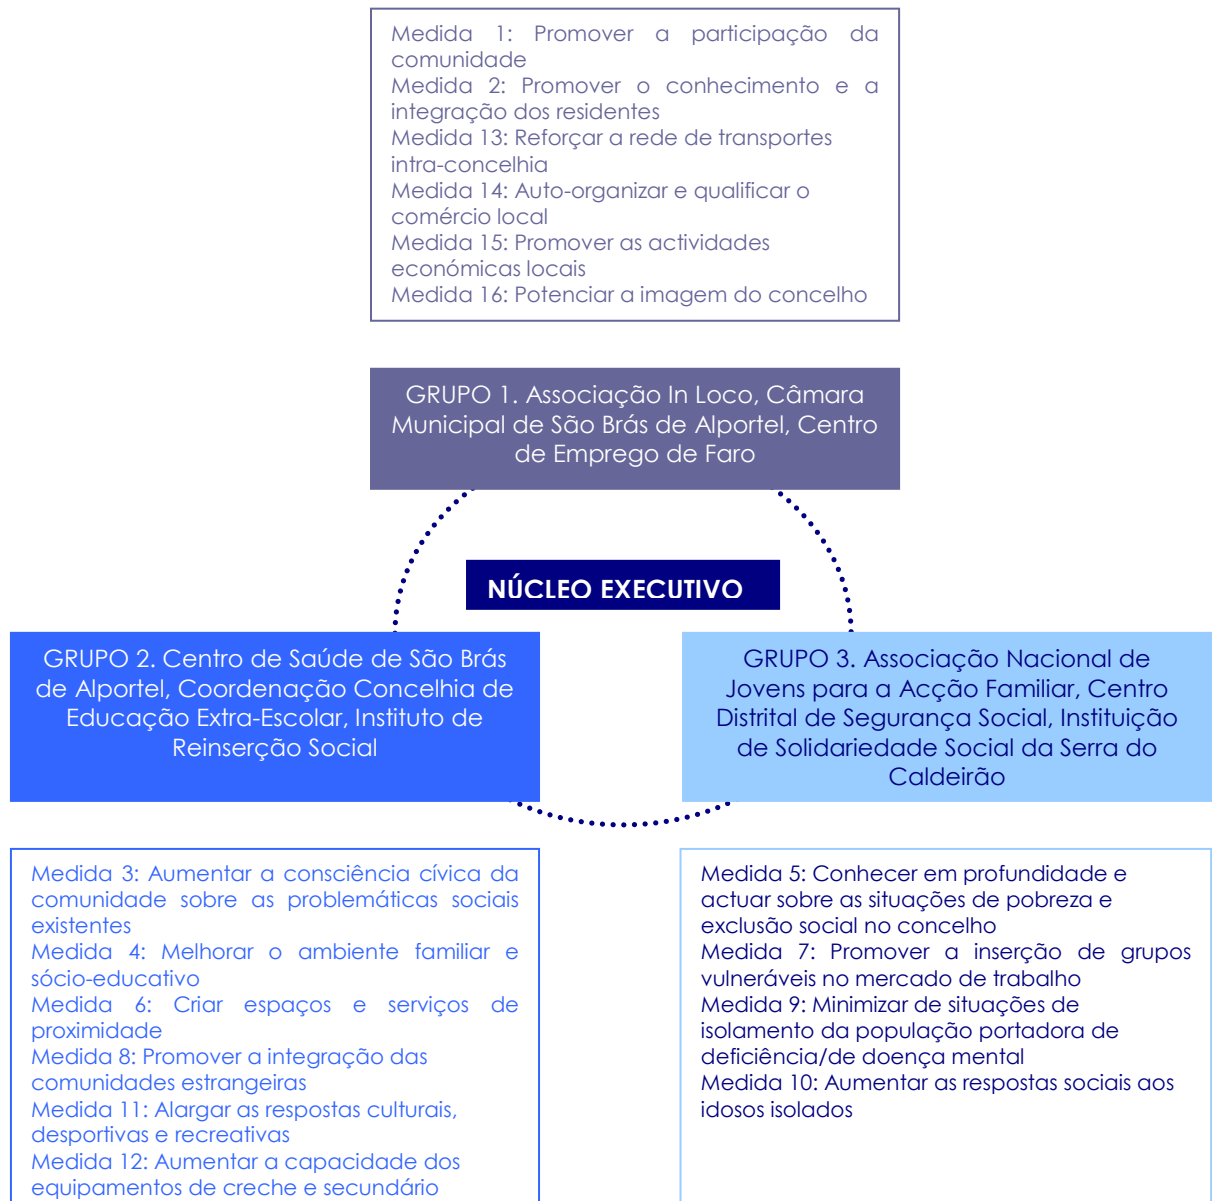 Medida 1: Promover a participação da
comunidade
Medida 2: Promover o conhecimento e a
integração dos residentes
Medida 13: Reforçar a rede de transportes
intra-concelhia
Medida 14: Auto-organizar e qualificar o
comércio local
Medida 15: Promover as actividades
económicas locais
Medida 16: Potenciar a imagem do concelho
GRUPO 1. Associação In Loco, Câmara
Municipal de São Brás de Alportel, Centro
de Emprego de Faro
NÚCLEO EXECUTIVO
GRUPO 2. Centro de Saúde de São Brás
de Alportel, Coordenação Concelhia de
Educação Extra-Escolar, Instituto de
Reinserção Social
GRUPO 3. Associação Nacional de
Jovens para a Acção Familiar, Centro
Distrital de Segurança Social, Instituição
de Solidariedade Social da Serra do
Caldeirão
Medida 3: Aumentar a consciência cívica da
comunidade sobre as problemáticas sociais
existentes
Medida 4: Melhorar o ambiente familiar e
sócio-educativo
Medida 6: Criar espaços e serviços de
proximidade
Medida 8: Promover a integração das
comunidades estrangeiras
Medida 11: Alargar as respostas culturais,
desportivas e recreativas
Medida 12: Aumentar a capacidade dos
equipamentos de creche e secundário
Medida 5: Conhecer em profundidade e
actuar sobre as situações de pobreza e
exclusão social no concelho
Medida 7: Promover a inserção de grupos
vulneráveis no mercado de trabalho
Medida 9: Minimizar de situações de
isolamento da população portadora de
deficiência/de doença mental
Medida 10: Aumentar as respostas sociais aos
idosos isolados